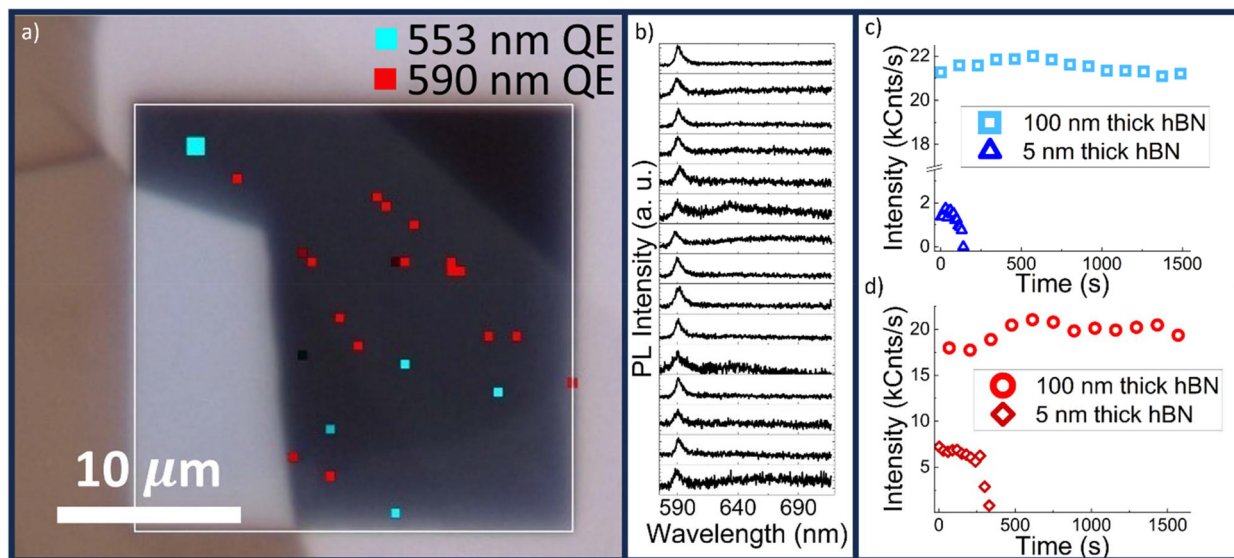 a)
553 nm QE
590 nm QE
10 μm
b)
PL Intensity (a. u.)
590 640 690
Wavelength (nm)
c)
Intensity (kCnts/s)
22
21
20
19
18
2
0
100 nm thick hBN
5 nm thick hBN
0 500 1000 1500
Time (s)
d)
Intensity (kCnts/s)
20
15
10
5
100 nm thick hBN
5 nm thick hBN
0 500 1000 1500
Time (s)